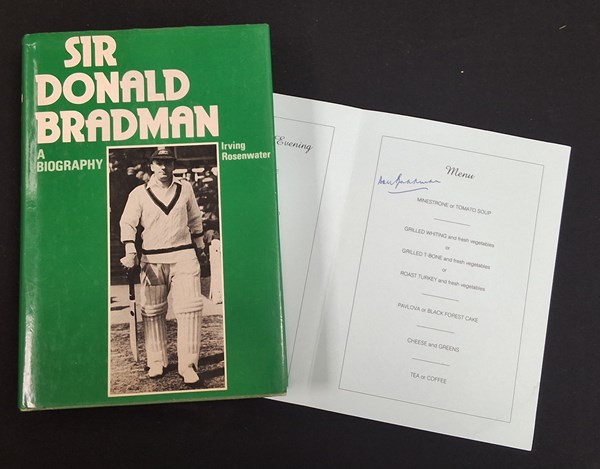 SIR
DONALD
BRADMAN
A
BIOGRAPHY
Irving
Rosenwater
Evening
Menu
Don Bradman
MINESTRONE or TOMATO SOUP
GRILLED WHITING and fresh vegetables
or
GRILLED T-BONE and fresh vegetables
or
ROAST TURKEY and fresh vegetables
PAVLOVA or BLACK FOREST CAKE
CHEESE and GREENS
TEA or COFFEE